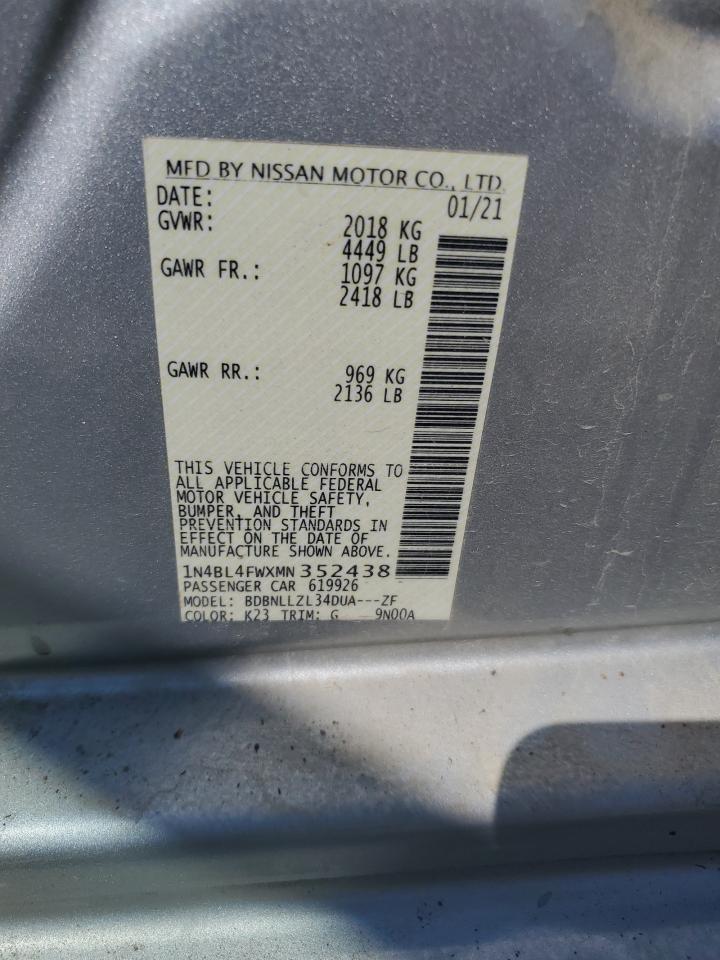 MFD BY NISSAN MOTOR CO., LTD.
DATE: 01/21
GVWR: 2018 KG
4449 LB
GAWR FR.: 1097 KG
2418 LB
GAWR RR.: 969 KG
2136 LB
THIS VEHICLE CONFORMS TO
ALL APPLICABLE FEDERAL
MOTOR VEHICLE SAFETY,
BUMPER, AND THEFT
PREVENTION STANDARDS IN
EFFECT ON THE DATE OF
MANUFACTURE SHOWN ABOVE.
1N4BL4FWXMN352438
PASSENGER CAR 619926
MODEL: BDBNLLZL34DUA---ZF
COLOR: K23 TRIM: G 9N00A